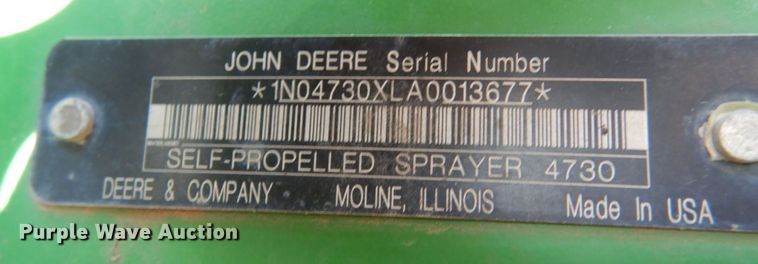 JOHN DEERE Serial Number
*1N04730XLA0013677*
SELF-PROPELLED SPRAYER 4730
DEERE & COMPANY MOLINE, ILLINOIS Made In USA
Purple Wave Auction